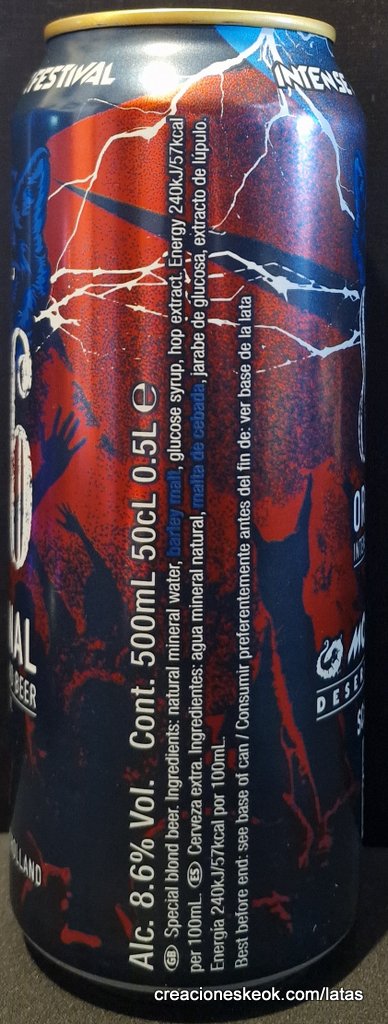 FESTIVAL
INTENSE
Alc. 8.6% Vol. Cont. 500mL 50cL 0.5L ℮
GB Special blond beer. Ingredients: natural mineral water, barley malt, glucose syrup, hop extract. Energy 240kJ/57kcal
per 100mL. ES Cerveza extra. Ingredientes: agua mineral natural, malta de cebada, jarabe de glucosa, extracto de lúpulo.
Energía 240kJ/57kcal por 100mL.
Best before end: see base of can / Consumir preferentemente antes del fin de: ver base de la lata
BEER
DESER
creacioneskeok.com/latas